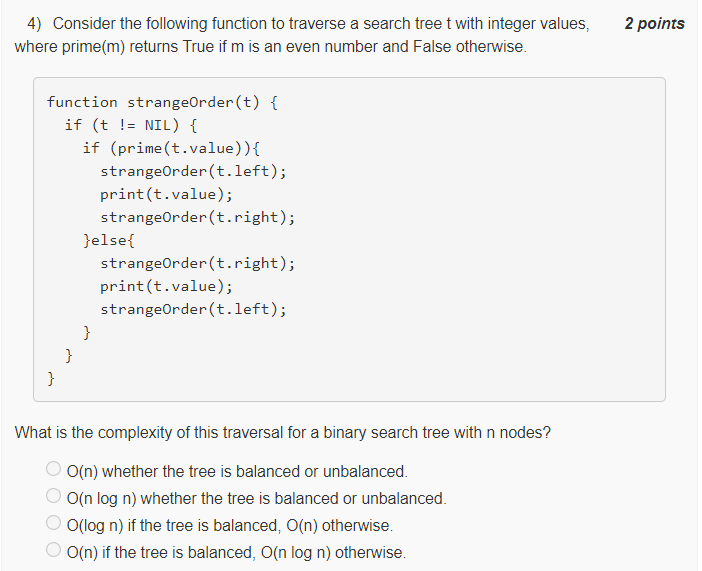 4) Consider the following function to traverse a search tree t with integer values, 2 points
where prime(m) returns True if m is an even number and False otherwise.
function strangeOrder(t) {
if (t != NIL) {
if (prime(t.value)){
strangeOrder(t.left);
print(t.value);
strangeOrder(t.right);
}else{
strangeOrder(t.right);
print(t.value);
strangeOrder(t.left);
}
}
}
What is the complexity of this traversal for a binary search tree with n nodes?
O(n) whether the tree is balanced or unbalanced.
O(n log n) whether the tree is balanced or unbalanced.
O(log n) if the tree is balanced, O(n) otherwise.
O(n) if the tree is balanced, O(n log n) otherwise.